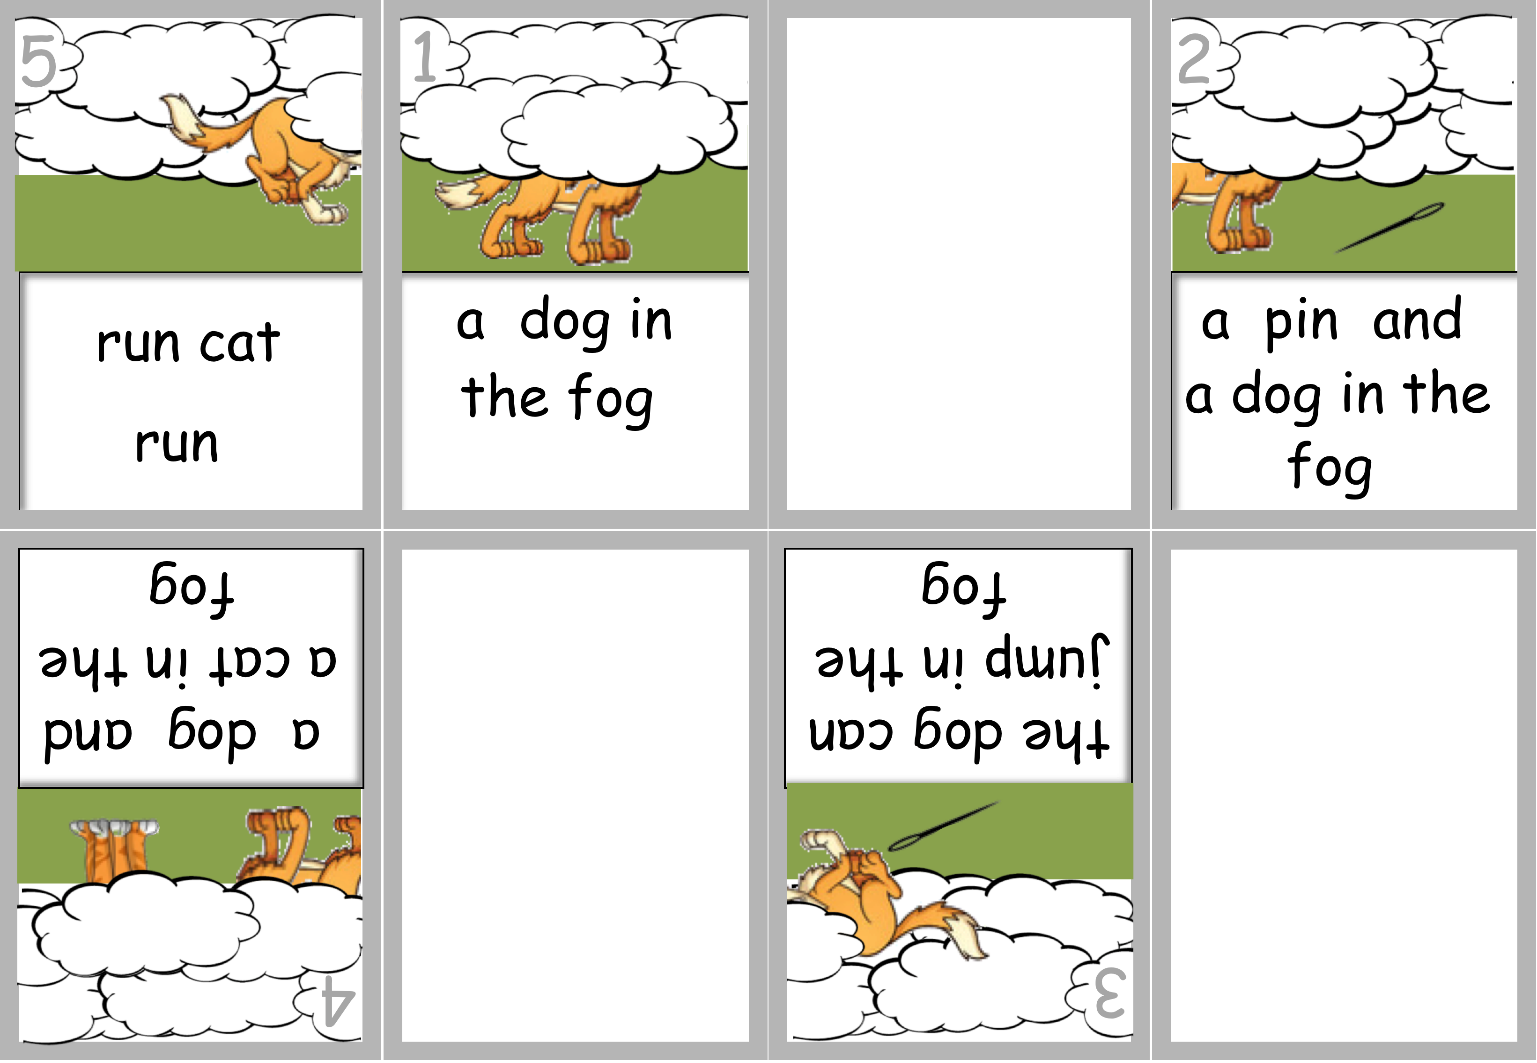 5
run cat
run
1
a dog in
the fog
2
a pin and
a dog in the
fog
4
a dog and
a cat in the
fog
3
the dog can
jump in the
fog